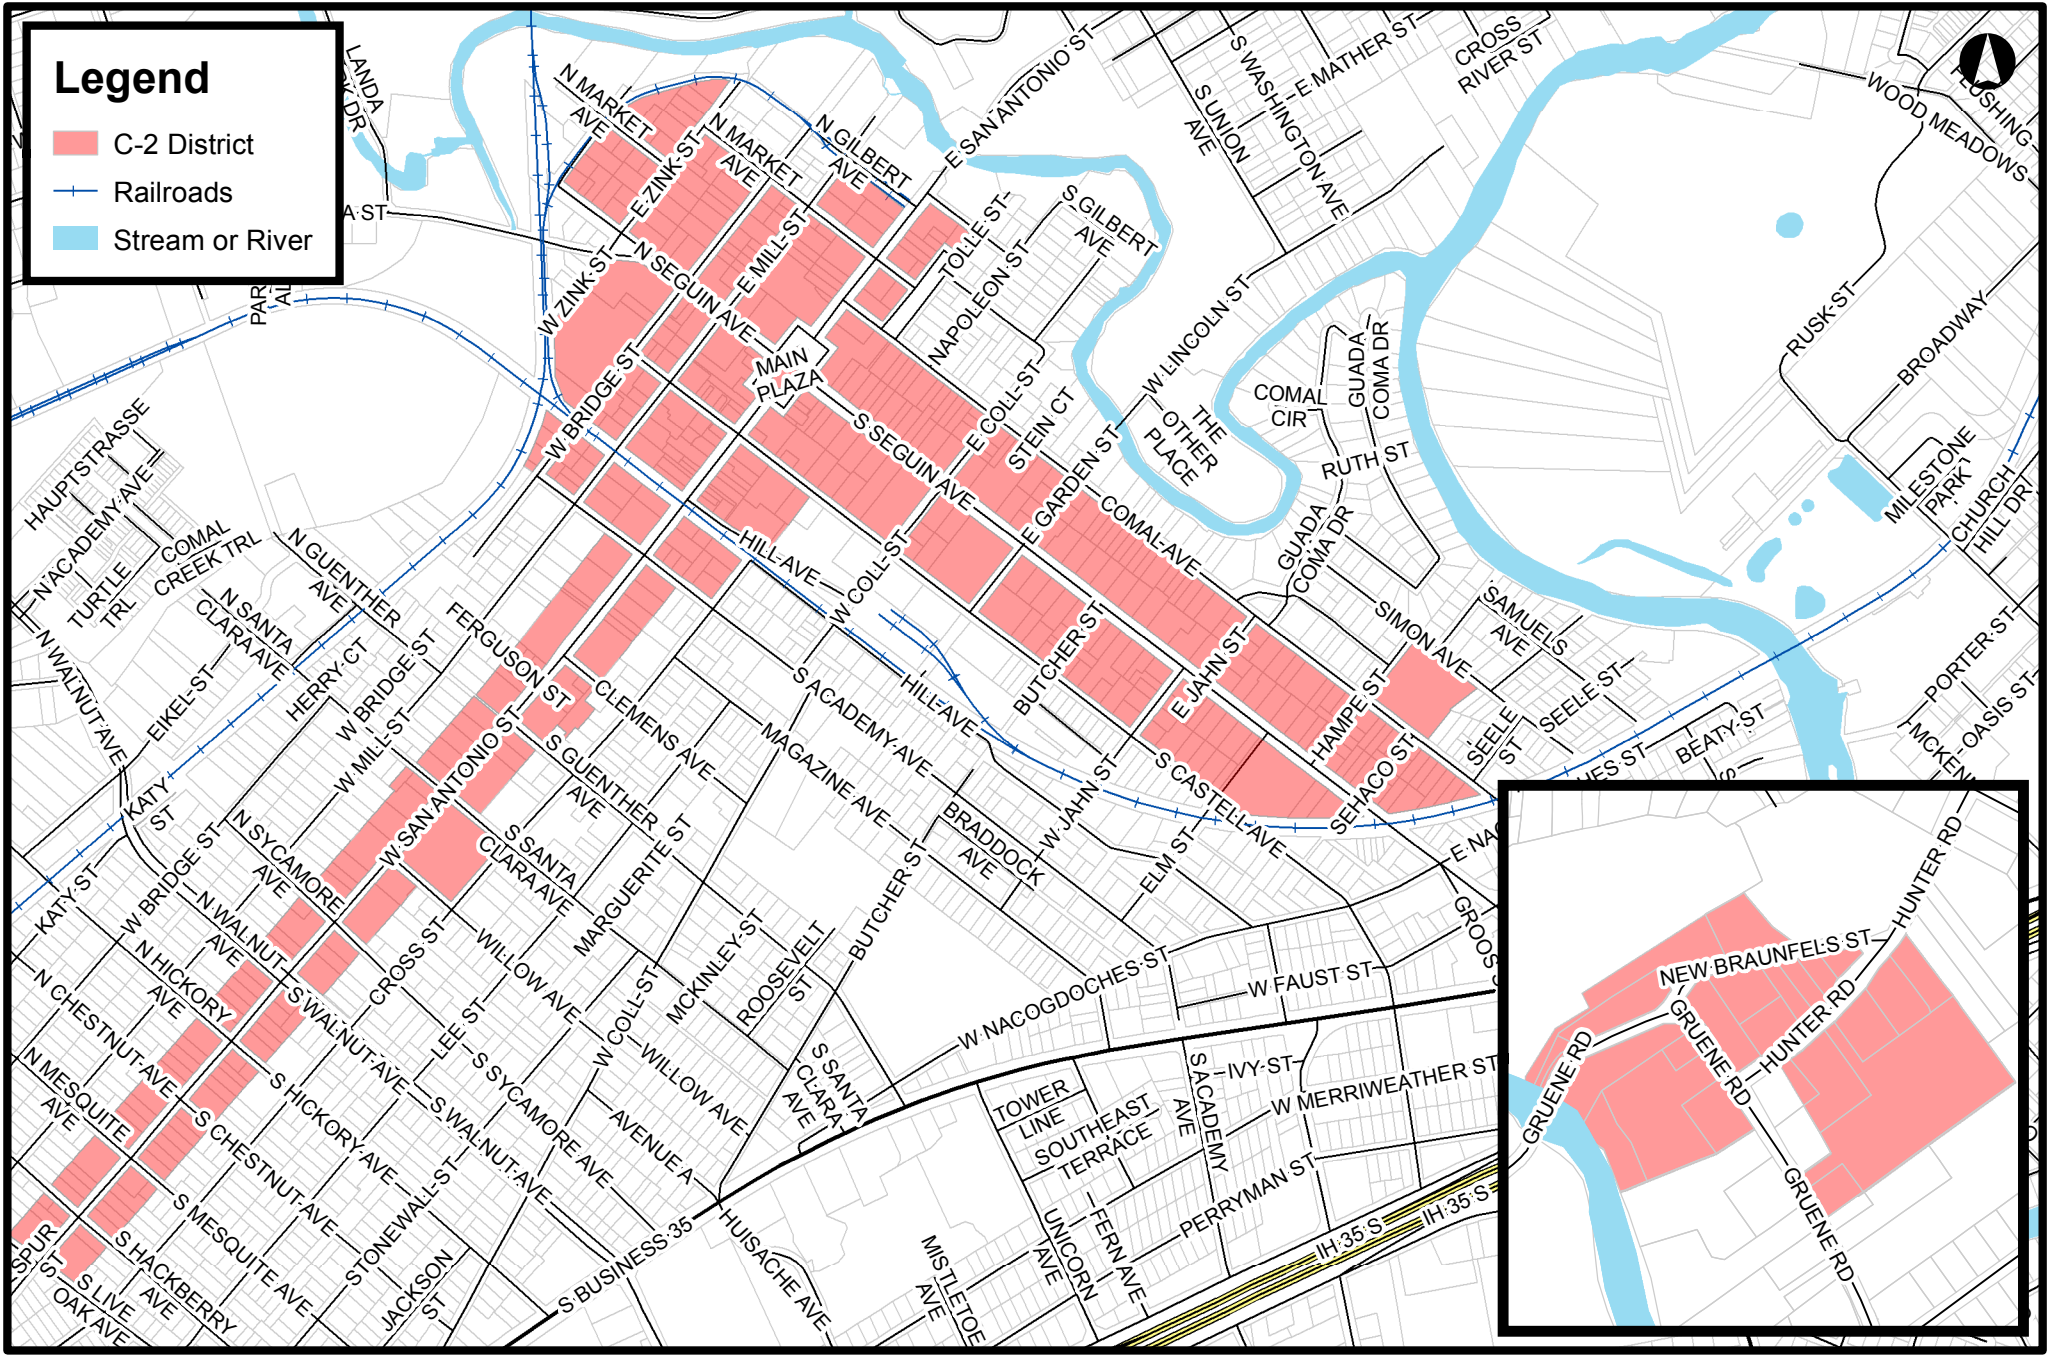 Legend
C-2 District
Railroads
Stream or River
LANDA
A ST
N MARKET
AVE
E ZINK ST
N MARKET
AVE
N GILBERT
AVE
E SAN ANTONIO ST
S UNION
AVE
S WASHINGTON AVE
E MATHER ST
CROSS
RIVER ST
WOOD MEADOWS
W ZINK ST
N SEGUIN AVE
E MILL ST
TOLLE ST
NAPOLEON ST
S GILBERT
AVE
W LINCOLN ST
MAIN
PLAZA
W BRIDGE ST
S SEGUIN AVE
E COLL ST
STEIN CT
E GARDEN ST
THE
OTHER
PLACE
COMAL
CIR
GUADA
COMA DR
RUTH ST
GUADA
COMA DR
RUSK ST
BROADWAY
MILESTONE
PARK
CHURCH
HILL DR
HAUPTSTRASSE
N ACADEMY AVE
TURTLE
TRL
COMAL
CREEK TRL
N GUENTHER
AVE
N SANTA
CLARA AVE
HERRY CT
EIKEL ST
N WALNUT AVE
KATY
ST
FERGUSON ST
W BRIDGE ST
W MILL ST
HILL AVE
W COLL ST
COMAL AVE
BUTCHER ST
E JAHN ST
HAMPE ST
SIMON AVE
SAMUELS
AVE
SEELE ST
SEELE
ST
SEHACO ST
BEATY ST
PORTER ST
OASIS ST
CLEMENS AVE
S ACADEMY AVE
HILL AVE
MAGAZINE AVE
S GUENTHER
AVE
W SAN ANTONIO ST
S CASTELL AVE
W JAHN ST
ELM ST
BRADDOCK
AVE
S SANTA
CLARA AVE
MARGUERITE ST
BUTCHER ST
MCKINLEY ST
ROOSEVELT
ST
W COLL ST
CROSS ST
LEE ST
WILLOW AVE
WILLOW AVE
KATY ST
W BRIDGE ST
N SYCAMORE
AVE
N WALNUT
AVE
N HICKORY
AVE
N CHESTNUT AVE
N MESQUITE
AVE
S WALNUT AVE
S HICKORY AVE
S CHESTNUT AVE
S MESQUITE AVE
S HACKBERRY
AVE
SPUR
ST
S LIVE
OAK AVE
S SYCAMORE AVE
S WALNUT AVE
STONEWALL ST
JACKSON
ST
AVENUE A
S SANTA
CLARA
AVE
W NACOGDOCHES ST
W FAUST ST
S BUSINESS 35
HUISACHE AVE
MISTLETOE
AVE
TOWER
LINE
SOUTHEAST
TERRACE
S ACADEMY
AVE
IVY ST
W MERRIWEATHER ST
PERRYMAN ST
UNICORN
AVE
FERN AVE
IH 35 S
IH 35 S
NEW BRAUNFELS ST
HUNTER RD
HUNTER RD
GRUENE RD
GRUENE RD
GRUENE RD